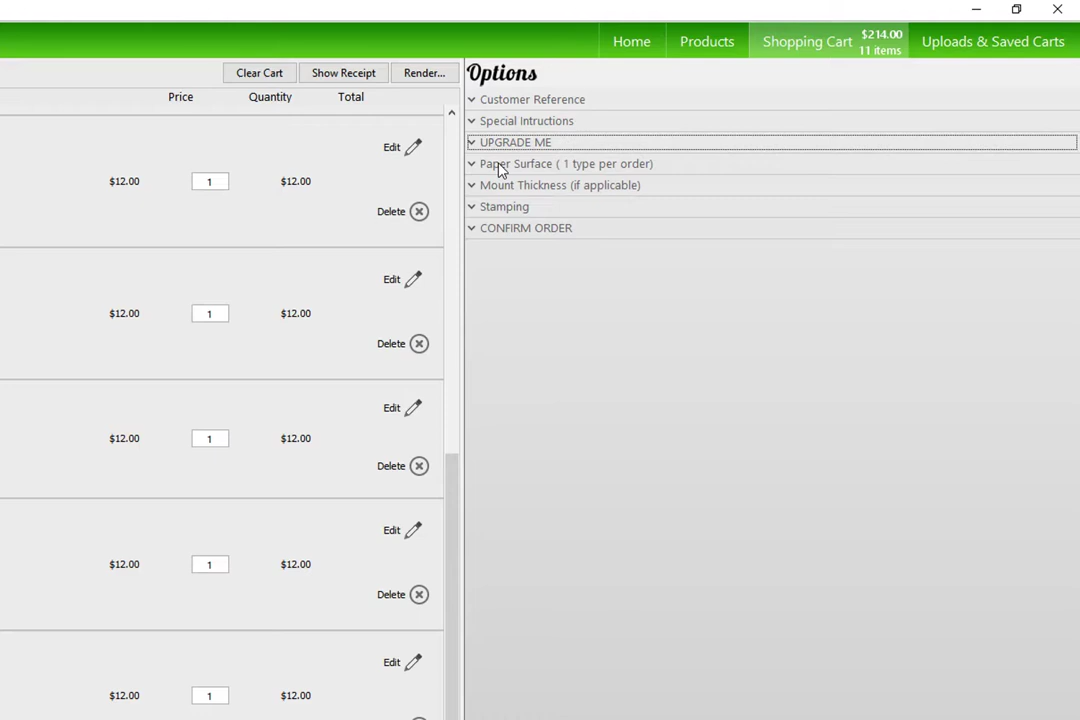 Home
Products
Shopping Cart $214.00 11 items
Uploads & Saved Carts
Clear Cart
Show Receipt
Render...
Price Quantity Total
Edit
$12.00 1 $12.00
Delete
Edit
$12.00 1 $12.00
Delete
Edit
$12.00 1 $12.00
Delete
Edit
$12.00 1 $12.00
Delete
Edit
$12.00 1 $12.00
Options
Customer Reference
Special Intructions
UPGRADE ME
Paper Surface ( 1 type per order)
Mount Thickness (if applicable)
Stamping
CONFIRM ORDER